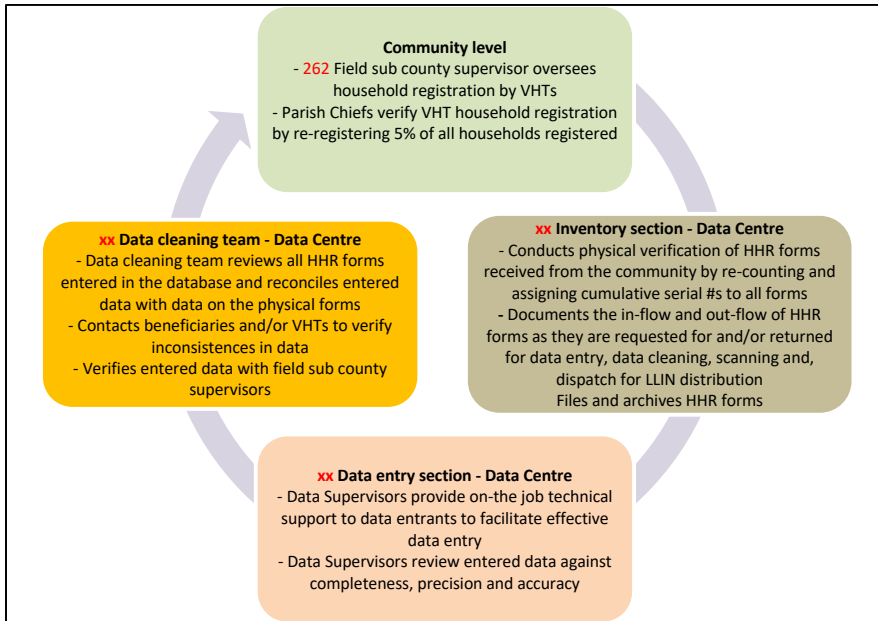 Community level
- 262 Field sub county supervisor oversees
household registration by VHTs
- Parish Chiefs verify VHT household registration
by re-registering 5% of all households registered
xx Inventory section - Data Centre
- Conducts physical verification of HHR forms
received from the community by re-counting and
assigning cumulative serial #s to all forms
- Documents the in-flow and out-flow of HHR
forms as they are requested for and/or returned
for data entry, data cleaning, scanning and,
dispatch for LLIN distribution
Files and archives HHR forms
xx Data entry section - Data Centre
- Data Supervisors provide on-the job technical
support to data entrants to facilitate effective
data entry
- Data Supervisors review entered data against
completeness, precision and accuracy
xx Data cleaning team - Data Centre
- Data cleaning team reviews all HHR forms
entered in the database and reconciles entered
data with data on the physical forms
- Contacts beneficiaries and/or VHTs to verify
inconsistences in data
- Verifies entered data with field sub county
supervisors